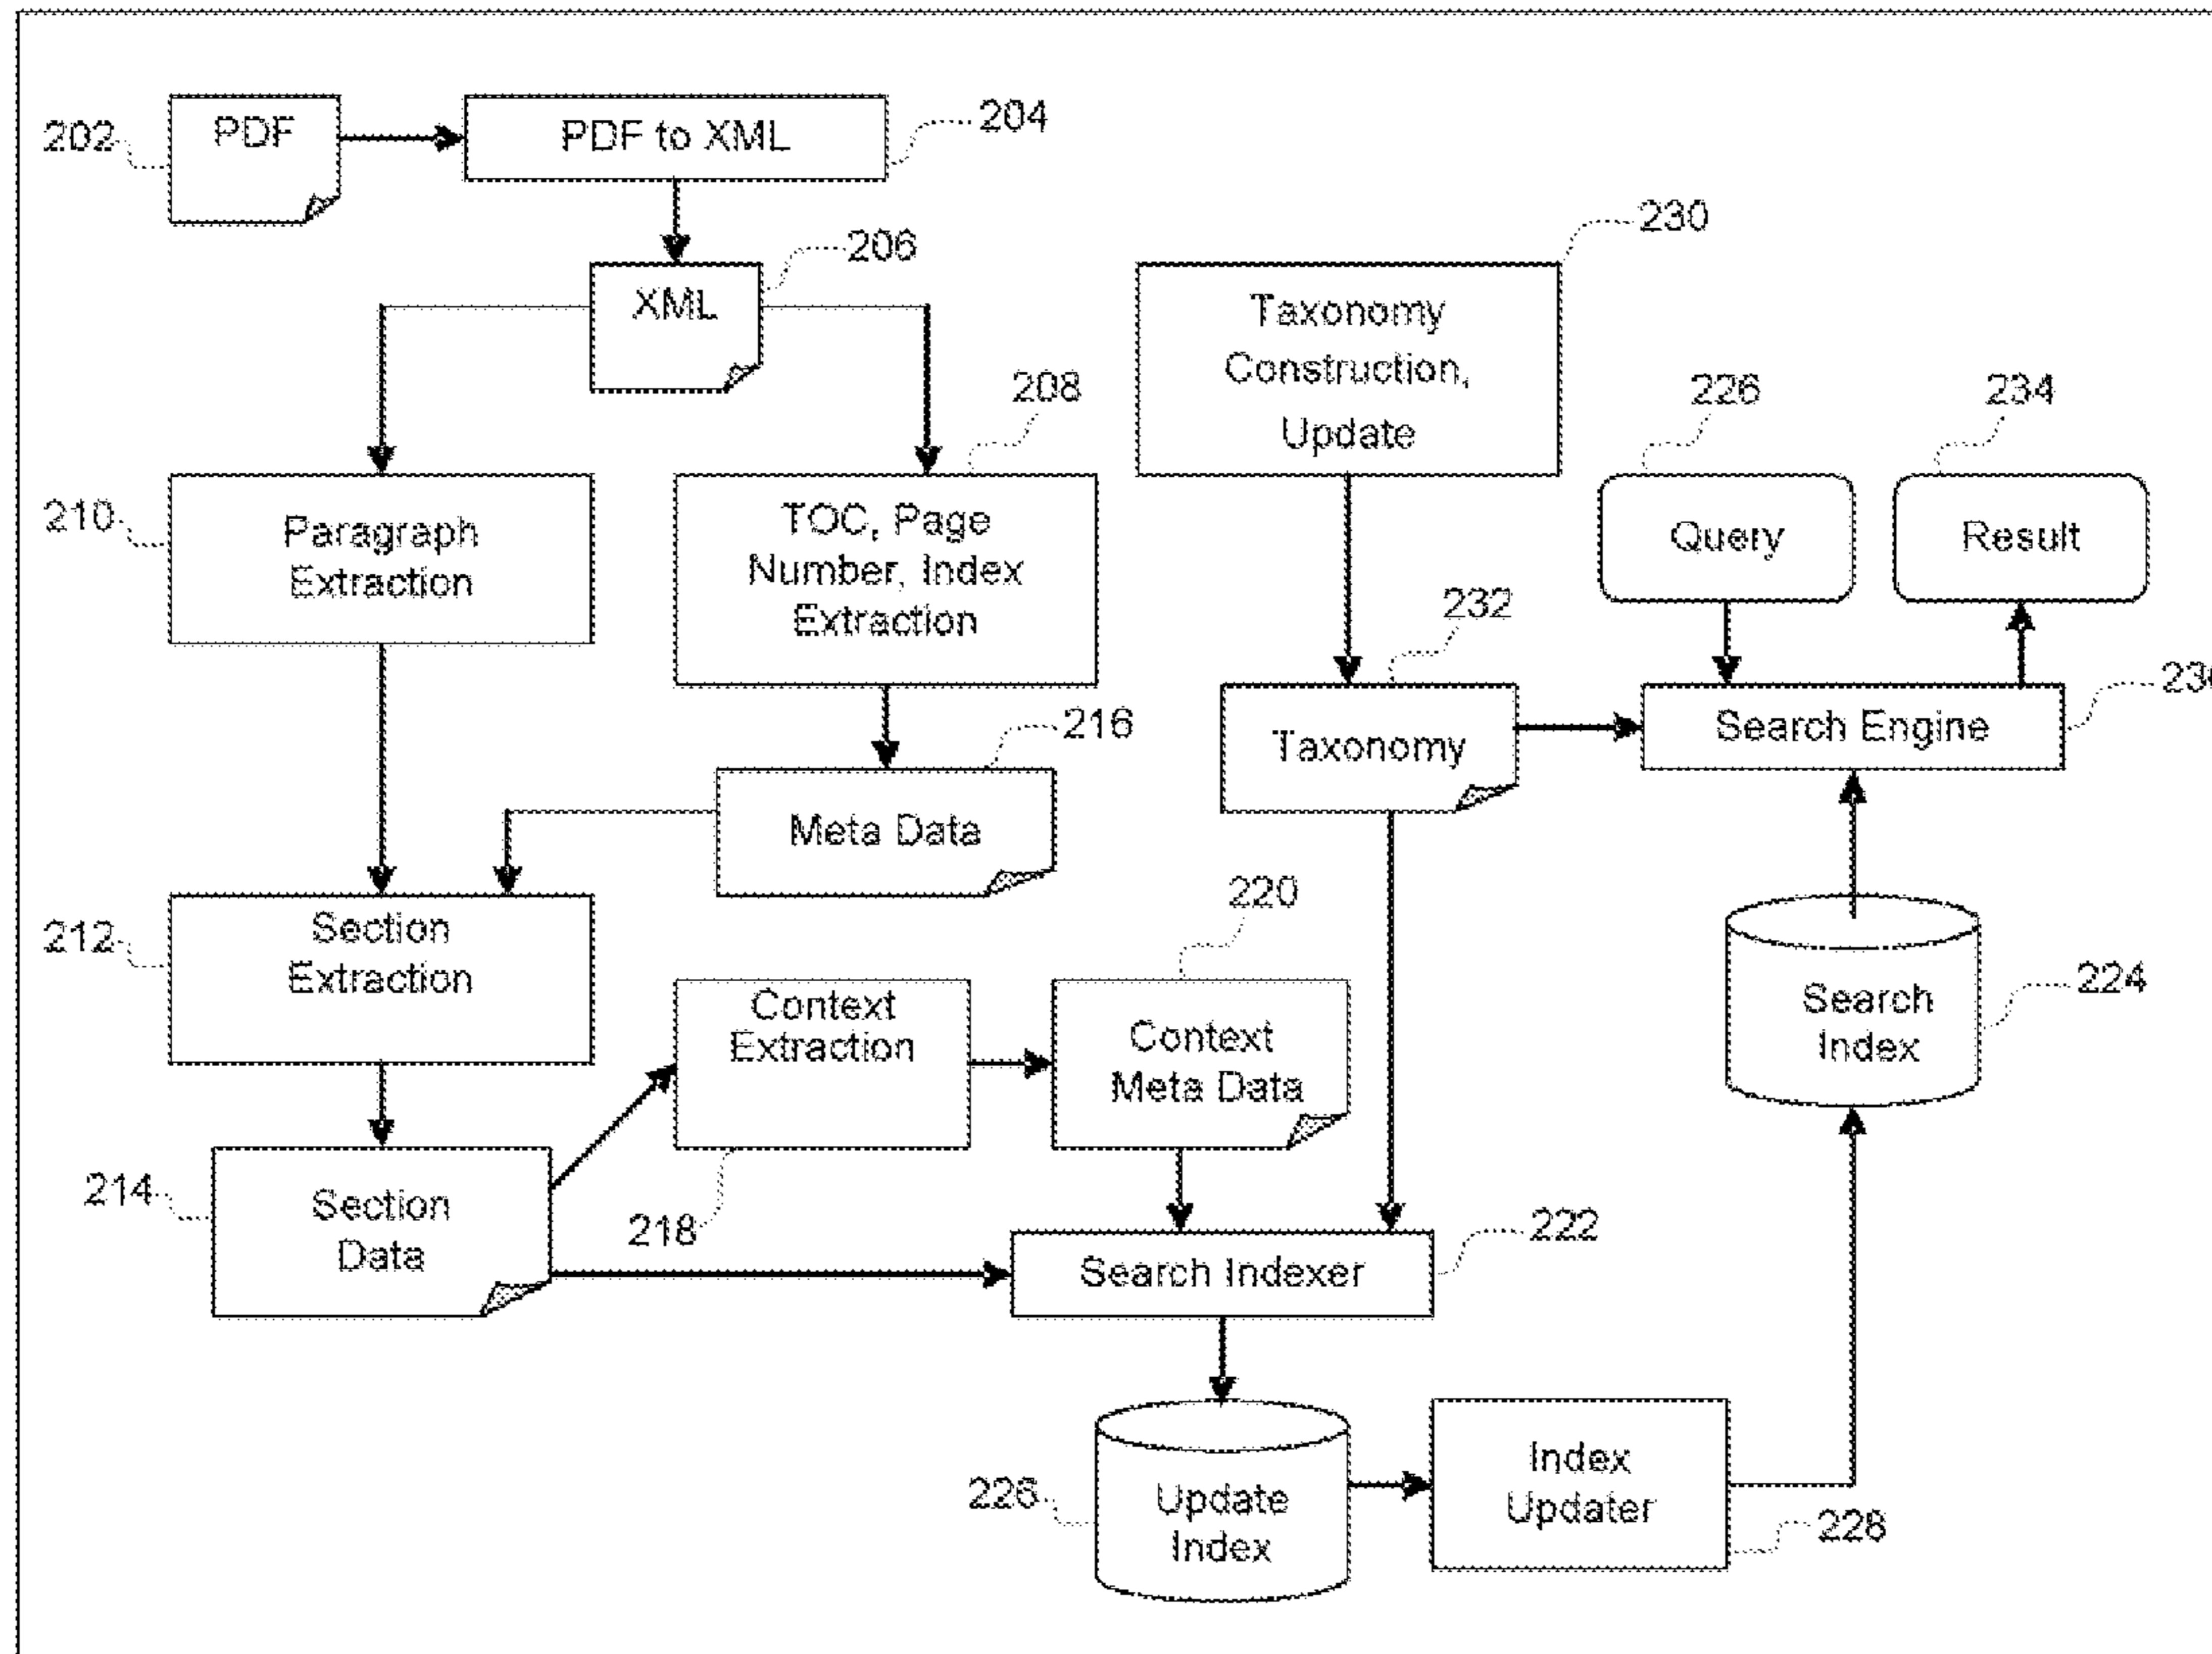 202
PDF
PDF to XML
204
206
XML
230
Taxonomy
Construction,
Update
208
226
234
210
Paragraph
Extraction
TOC, Page
Number, Index
Extraction
Query
Result
232
216
Taxonomy
Search Engine
Meta Data
212
Section
Extraction
220
Context
Extraction
Context
Meta Data
Search
Index
224
214
Section
Data
218
Search Indexer
222
226
Update
Index
Index
Updater
228